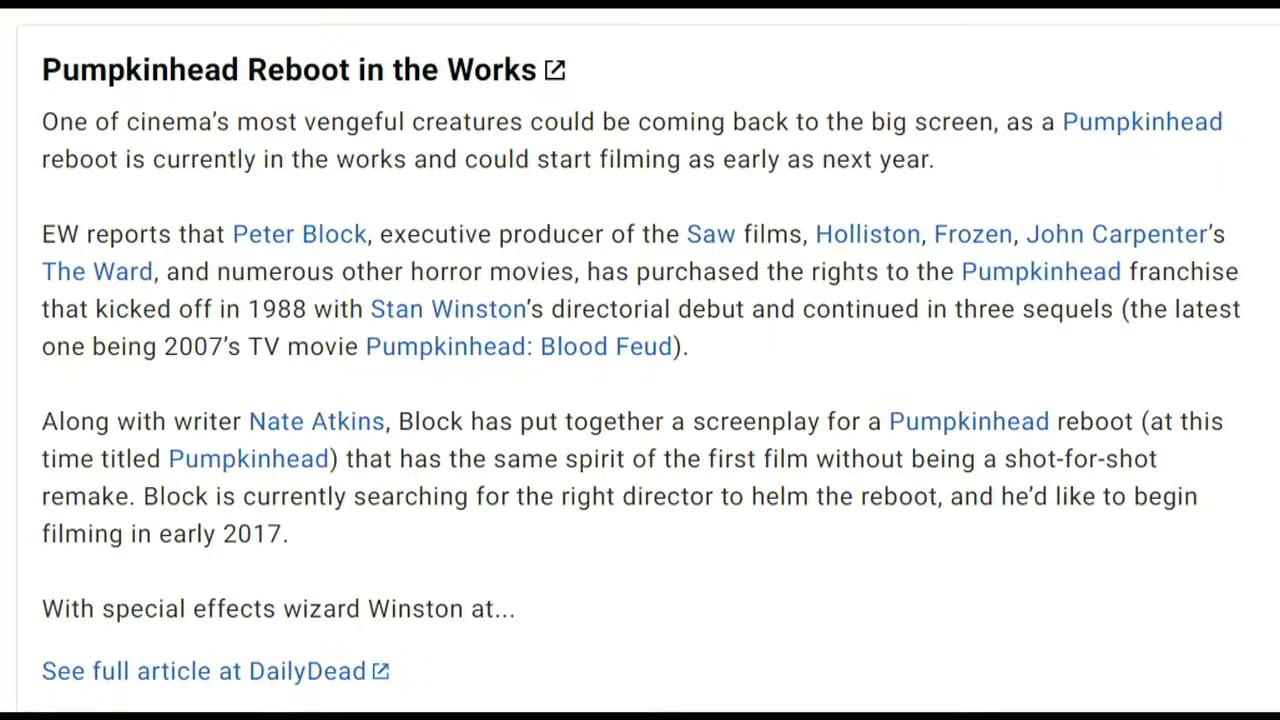 Pumpkinhead Reboot in the Works
One of cinema’s most vengeful creatures could be coming back to the big screen, as a Pumpkinhead
reboot is currently in the works and could start filming as early as next year.
EW reports that Peter Block, executive producer of the Saw films, Holliston, Frozen, John Carpenter’s
The Ward, and numerous other horror movies, has purchased the rights to the Pumpkinhead franchise
that kicked off in 1988 with Stan Winston’s directorial debut and continued in three sequels (the latest
one being 2007’s TV movie Pumpkinhead: Blood Feud).
Along with writer Nate Atkins, Block has put together a screenplay for a Pumpkinhead reboot (at this
time titled Pumpkinhead) that has the same spirit of the first film without being a shot-for-shot
remake. Block is currently searching for the right director to helm the reboot, and he’d like to begin
filming in early 2017.
With special effects wizard Winston at...
See full article at DailyDead